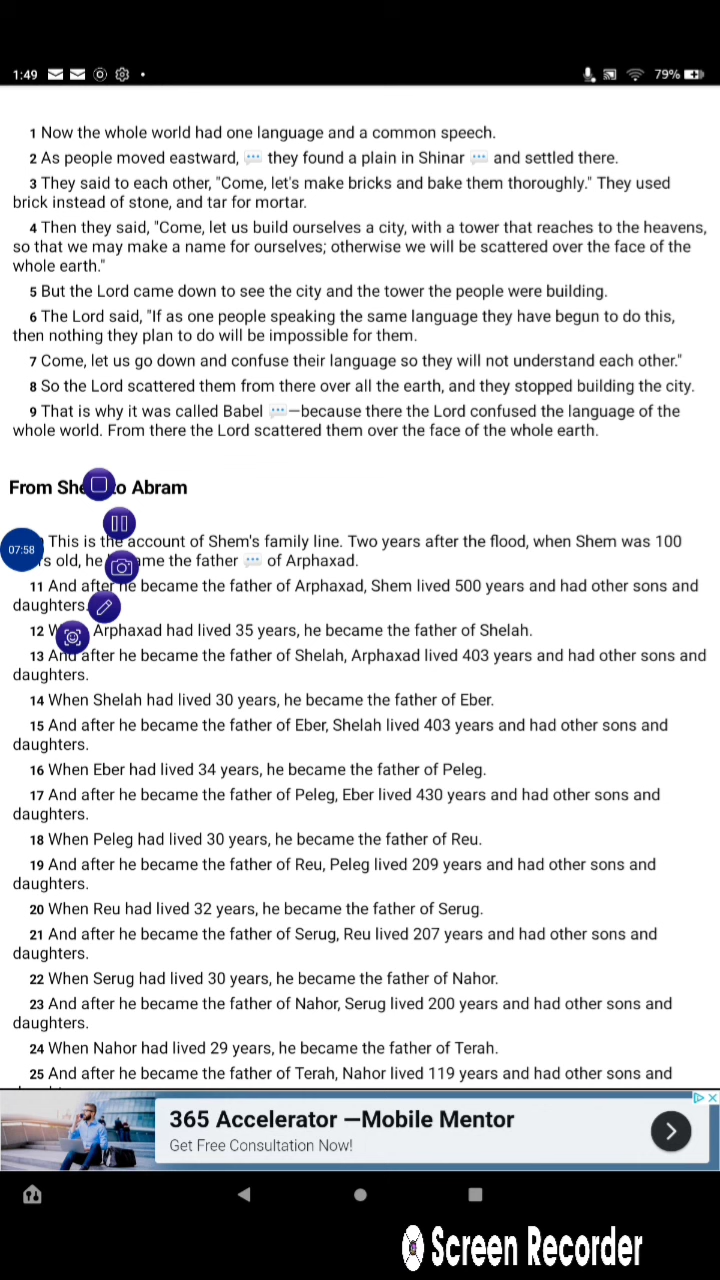 1:49
79%
1 Now the whole world had one language and a common speech.
2 As people moved eastward, they found a plain in Shinar and settled there.
3 They said to each other, "Come, let's make bricks and bake them thoroughly." They used
brick instead of stone, and tar for mortar.
4 Then they said, "Come, let us build ourselves a city, with a tower that reaches to the heavens,
so that we may make a name for ourselves; otherwise we will be scattered over the face of the
whole earth."
5 But the Lord came down to see the city and the tower the people were building.
6 The Lord said, "If as one people speaking the same language they have begun to do this,
then nothing they plan to do will be impossible for them.
7 Come, let us go down and confuse their language so they will not understand each other."
8 So the Lord scattered them from there over all the earth, and they stopped building the city.
9 That is why it was called Babel —because there the Lord confused the language of the
whole world. From there the Lord scattered them over the face of the whole earth.
From to Abram
This is the account of Shem's family line. Two years after the flood, when Shem was 100
07:58
old, he the father of Arphaxad.
11 And after he became the father of Arphaxad, Shem lived 500 years and had other sons and
daughters.
12 Arphaxad had lived 35 years, he became the father of Shelah.
13 And after he became the father of Shelah, Arphaxad lived 403 years and had other sons and
daughters.
14 When Shelah had lived 30 years, he became the father of Eber.
15 And after he became the father of Eber, Shelah lived 403 years and had other sons and
daughters.
16 When Eber had lived 34 years, he became the father of Peleg.
17 And after he became the father of Peleg, Eber lived 430 years and had other sons and
daughters.
18 When Peleg had lived 30 years, he became the father of Reu.
19 And after he became the father of Reu, Peleg lived 209 years and had other sons and
daughters.
20 When Reu had lived 32 years, he became the father of Serug.
21 And after he became the father of Serug, Reu lived 207 years and had other sons and
daughters.
22 When Serug had lived 30 years, he became the father of Nahor.
23 And after he became the father of Nahor, Serug lived 200 years and had other sons and
daughters.
24 When Nahor had lived 29 years, he became the father of Terah.
25 And after he became the father of Terah, Nahor lived 119 years and had other sons and
365 Accelerator —Mobile Mentor
Get Free Consultation Now!
Screen Recorder